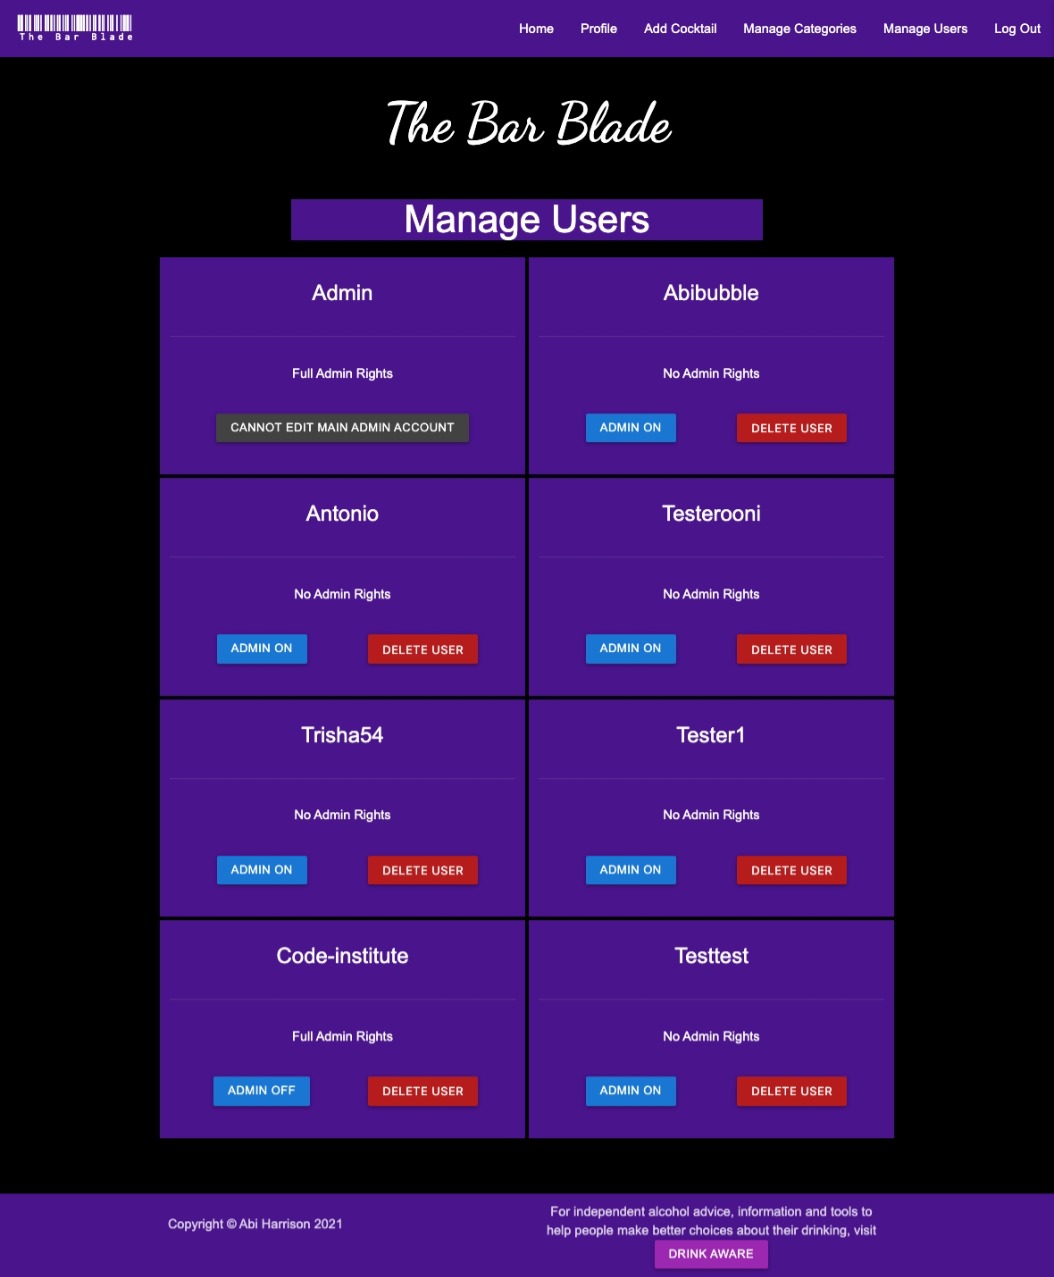 The Bar Blade
Home Profile Add Cocktail Manage Categories Manage Users Log Out
The Bar Blade
Manage Users
Admin
Full Admin Rights
CANNOT EDIT MAIN ADMIN ACCOUNT
Abibubble
No Admin Rights
ADMIN ON DELETE USER
Antonio
No Admin Rights
ADMIN ON DELETE USER
Testerooni
No Admin Rights
ADMIN ON DELETE USER
Trisha54
No Admin Rights
ADMIN ON DELETE USER
Tester1
No Admin Rights
ADMIN ON DELETE USER
Code-institute
Full Admin Rights
ADMIN OFF DELETE USER
Testtest
No Admin Rights
ADMIN ON DELETE USER
Copyright © Abi Harrison 2021
For independent alcohol advice, information and tools to
help people make better choices about their drinking, visit
DRINK AWARE